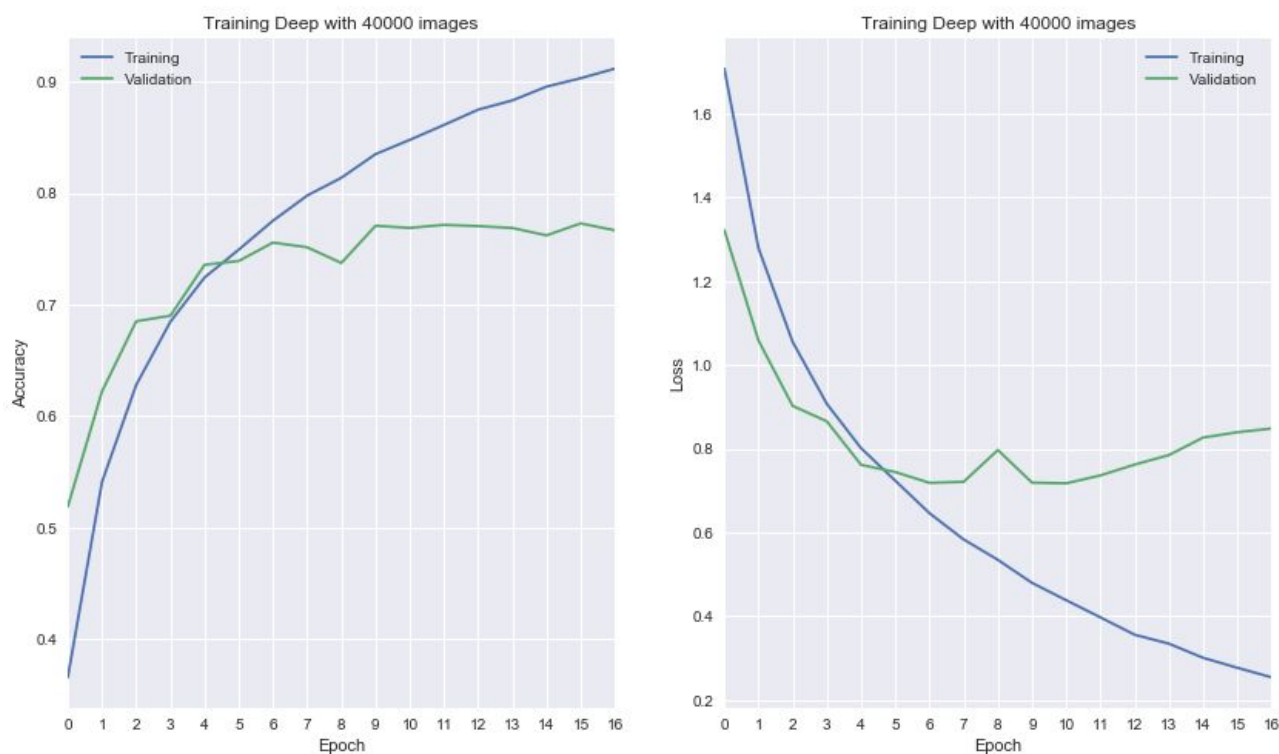 Training Deep with 40000 images
Training
Validation
0.9
0.8
0.7
0.6
0.5
0.4
Accuracy
0 1 2 3 4 5 6 7 8 9 10 11 12 13 14 15 16
Epoch
Training Deep with 40000 images
Training
Validation
1.6
1.4
1.2
1.0
0.8
0.6
0.4
0.2
Loss
0 1 2 3 4 5 6 7 8 9 10 11 12 13 14 15 16
Epoch